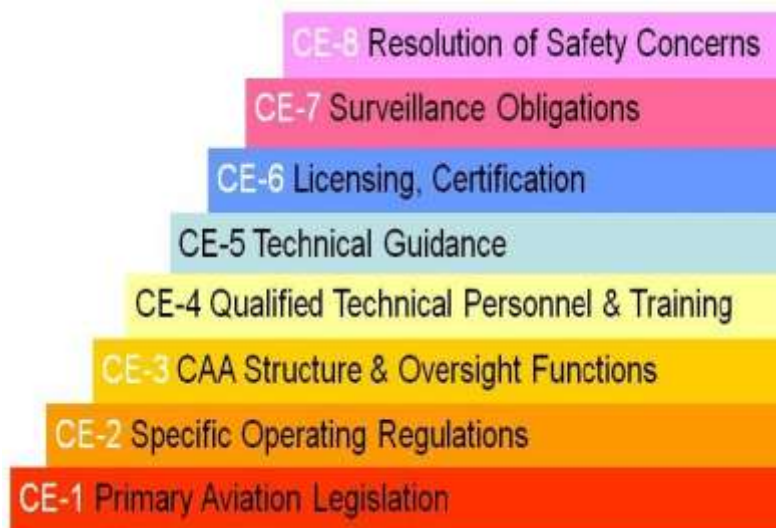 CE-8 Resolution of Safety Concerns
CE-7 Surveillance Obligations
CE-6 Licensing, Certification
CE-5 Technical Guidance
CE-4 Qualified Technical Personnel & Training
CE-3 CAA Structure & Oversight Functions
CE-2 Specific Operating Regulations
CE-1 Primary Aviation Legislation